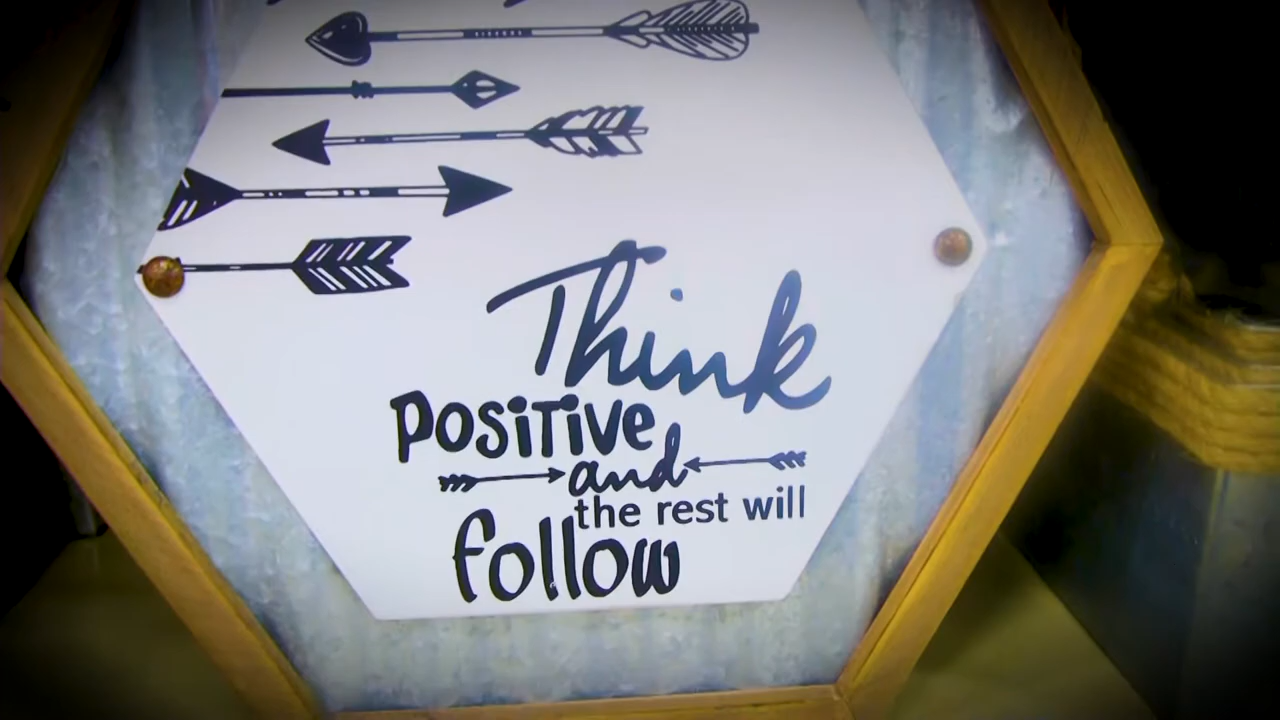 Think
positive
and
the rest will
follow